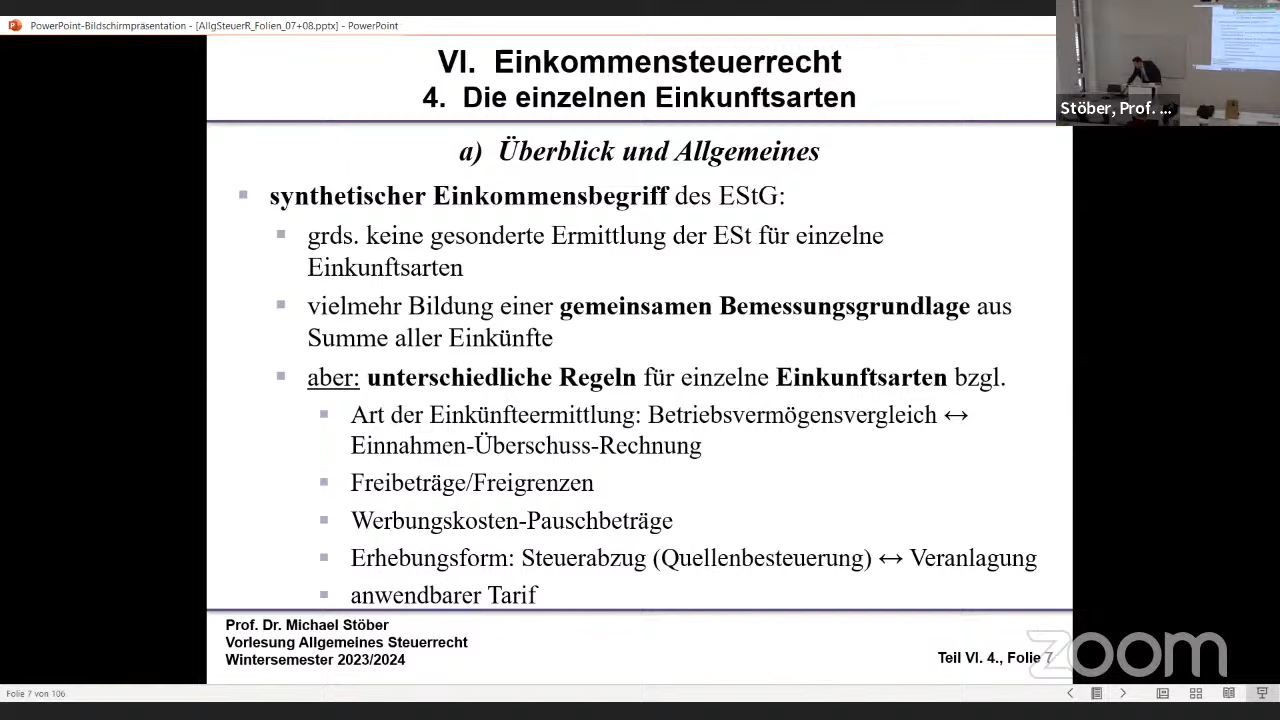 PowerPoint-Bildschirmpräsentation - [AllgSteuerR_Folien_07+08.pptx] - PowerPoint
Stöber, Prof. ...
VI. Einkommensteuerrecht
4. Die einzelnen Einkunftsarten
a) Überblick und Allgemeines
synthetischer Einkommensbegriff des EStG:
grds. keine gesonderte Ermittlung der ESt für einzelne
Einkunftsarten
vielmehr Bildung einer gemeinsamen Bemessungsgrundlage aus
Summe aller Einkünfte
aber: unterschiedliche Regeln für einzelne Einkunftsarten bzgl.
Art der Einkünfteermittlung: Betriebsvermögensvergleich ↔
Einnahmen-Überschuss-Rechnung
Freibeträge/Freigrenzen
Werbungskosten-Pauschbeträge
Erhebungsform: Steuerabzug (Quellenbesteuerung) ↔ Veranlagung
anwendbarer Tarif
Prof. Dr. Michael Stöber
Vorlesung Allgemeines Steuerrecht
Wintersemester 2023/2024
Teil VI. 4., Folie 7
zoom
Folie 7 von 106